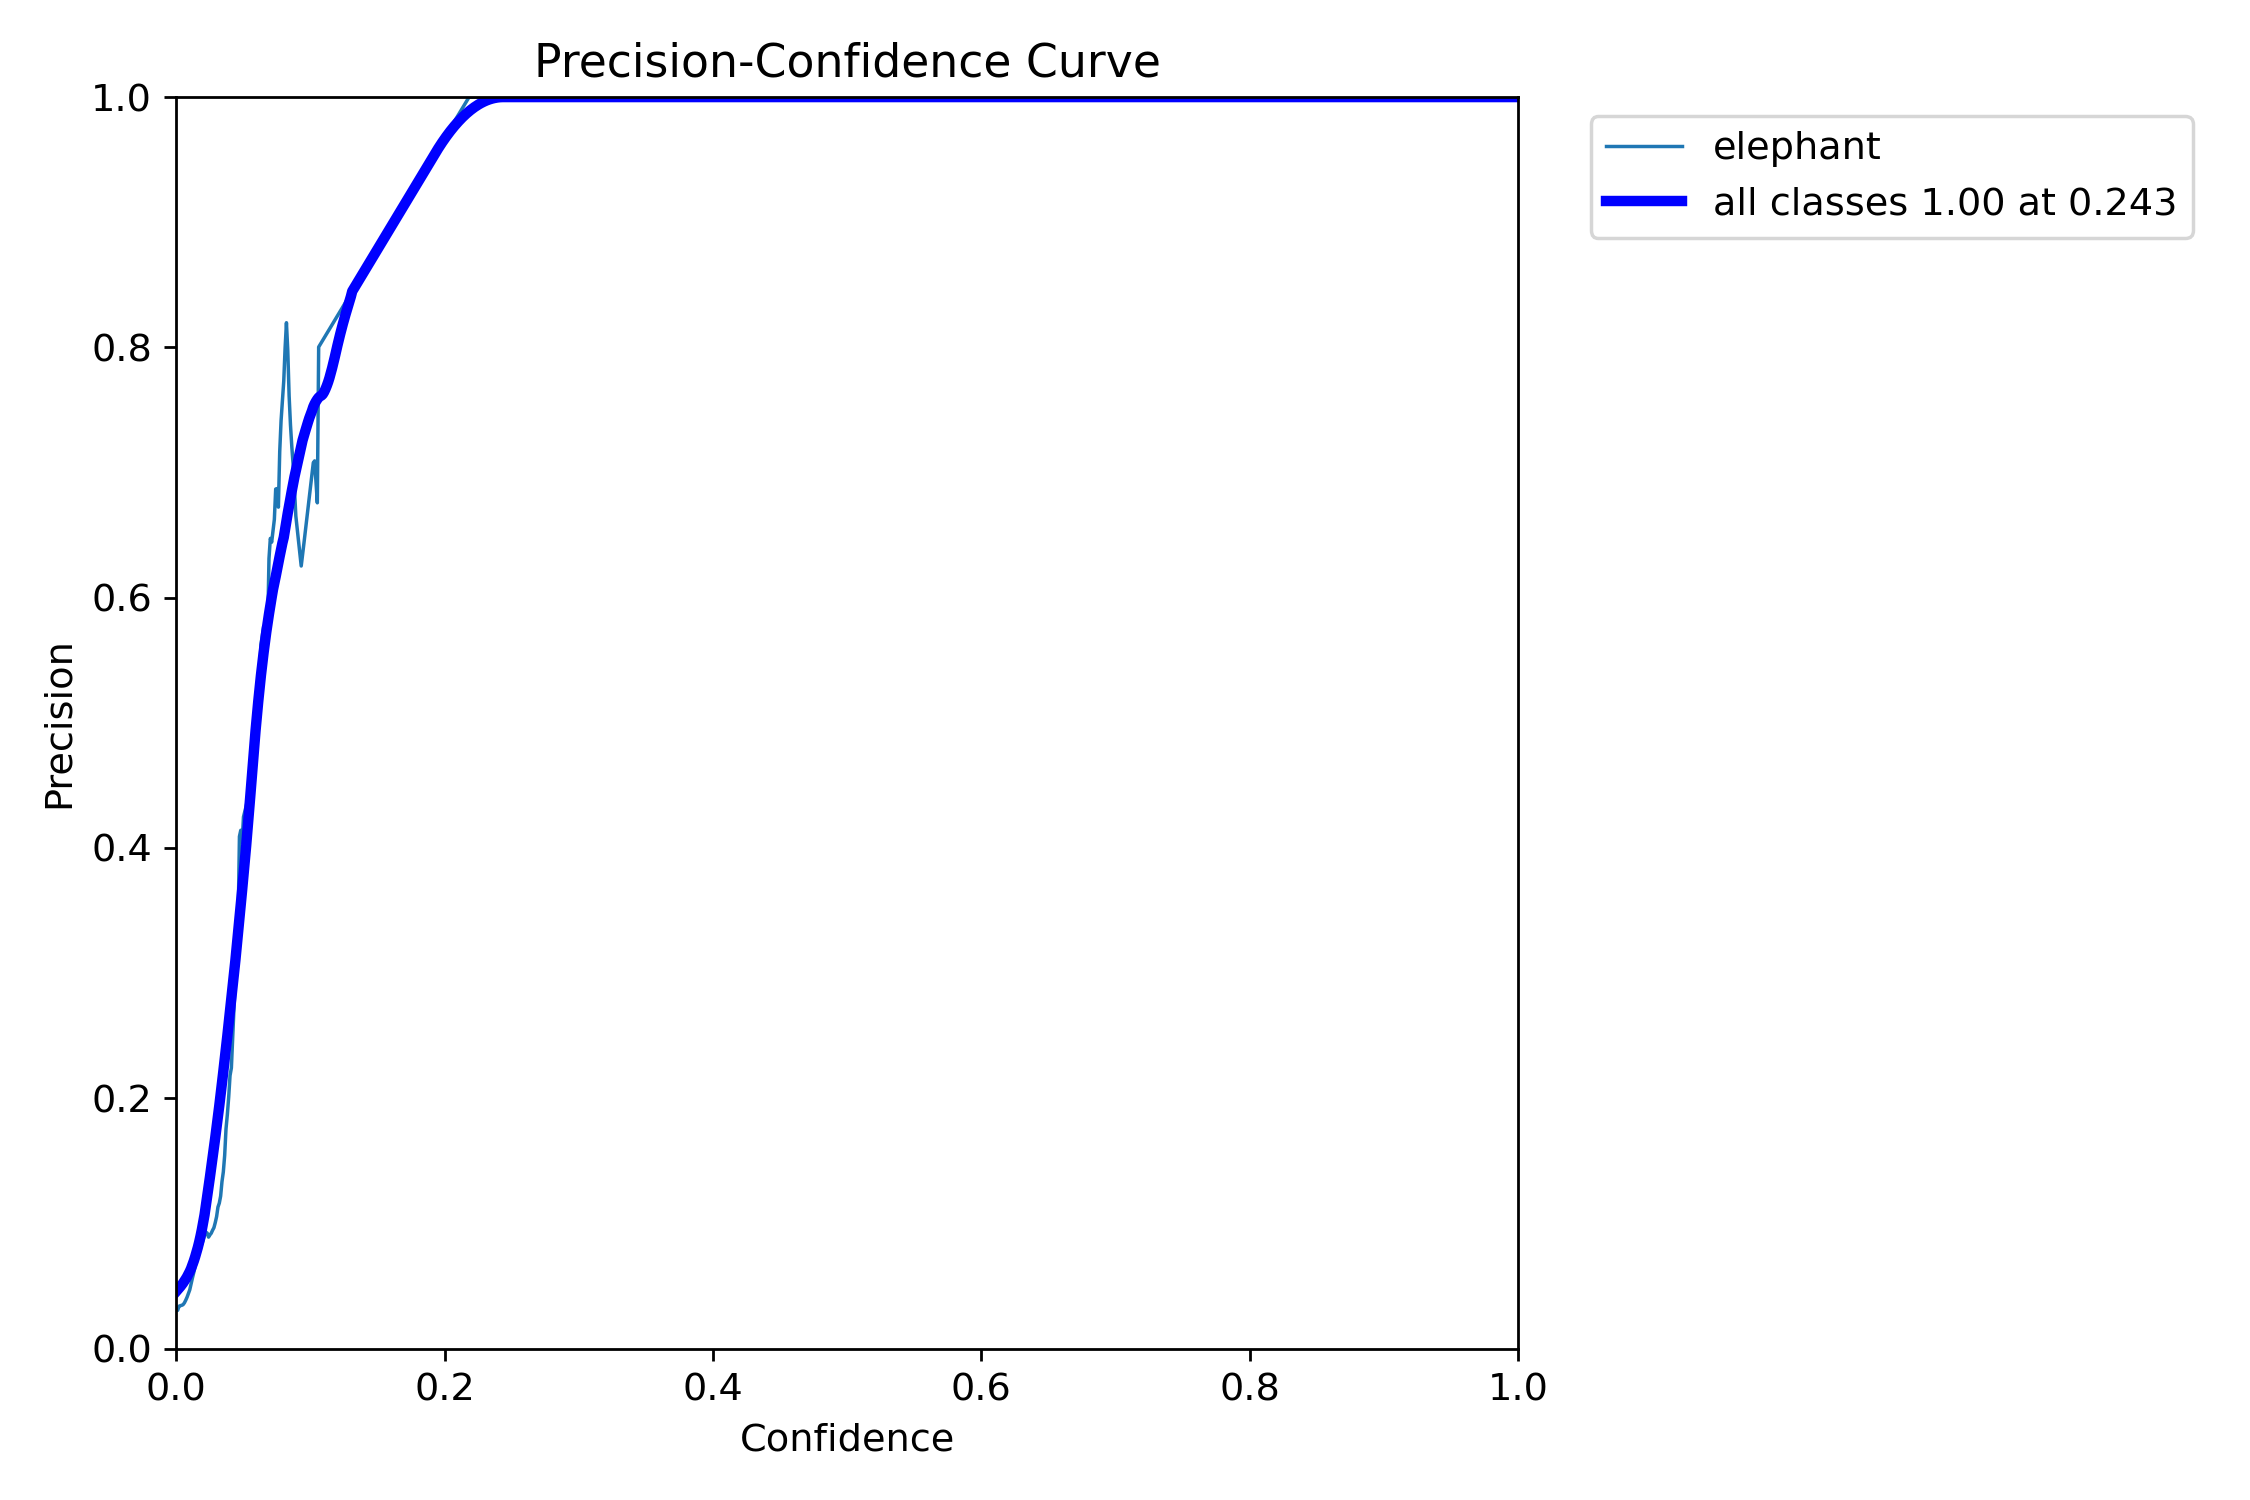 Precision-Confidence Curve
1.0
0.8
0.6
0.4
0.2
0.0
Precision
0.0 0.2 0.4 0.6 0.8 1.0
Confidence
elephant
all classes 1.00 at 0.243